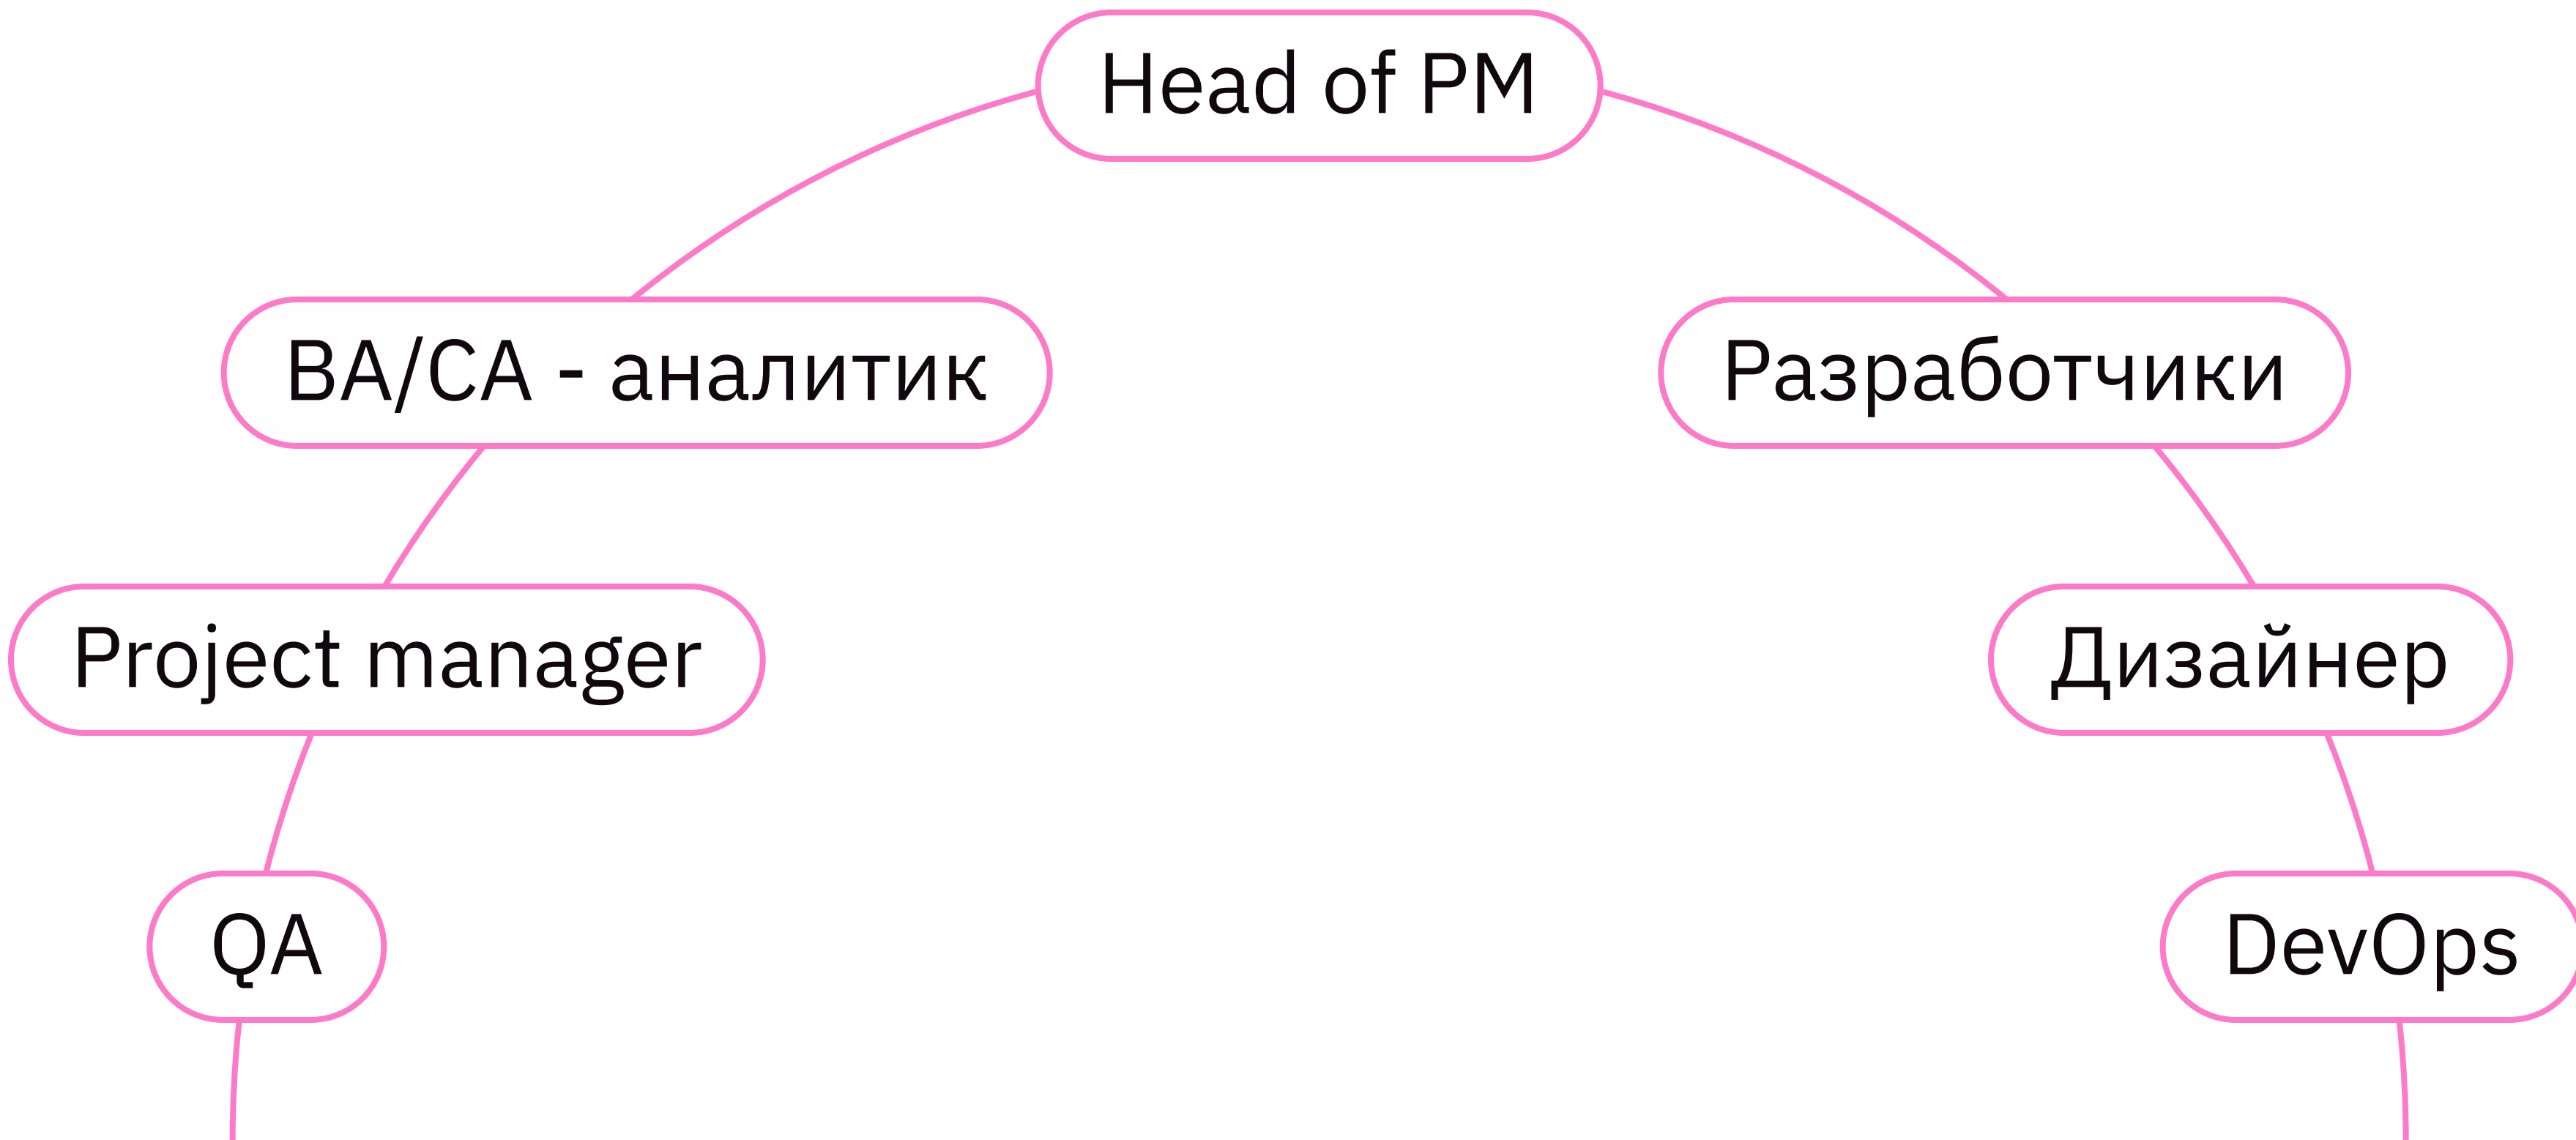 Head of PM
BA/CA - аналитик
Разработчики
Project manager
Дизайнер
QA
DevOps